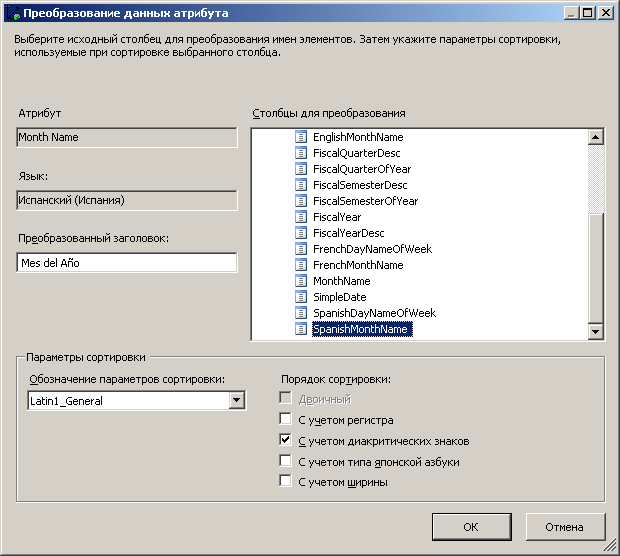 Преобразование данных атрибута
Выберите исходный столбец для преобразования имен элементов. Затем укажите параметры сортировки,
используемые при сортировке выбранного столбца.
Атрибут
Month Name
Язык:
Испанский (Испания)
Преобразованный заголовок:
Mes del Año
Столбцы для преобразования
EnglishMonthName
FiscalQuarterDesc
FiscalQuarterOfYear
FiscalSemesterDesc
FiscalSemesterOfYear
FiscalYear
FiscalYearDesc
FrenchDayNameOfWeek
FrenchMonthName
MonthName
SimpleDate
SpanishDayNameOfWeek
SpanishMonthName
Параметры сортировки
Обозначение параметров сортировки:
Latin1_General
Порядок сортировки:
Двоичный
С учетом регистра
С учетом диакритических знаков
С учетом типа японской азбуки
С учетом ширины
ОК
Отмена